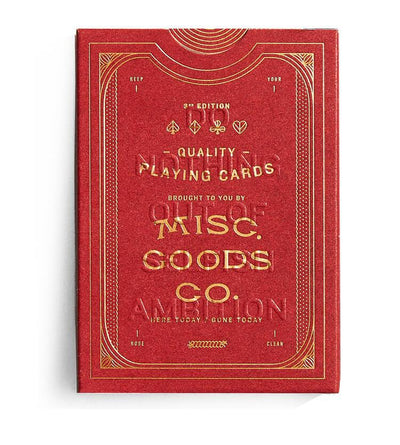 KEEP
YOUR
3RD EDITION
DO
- QUALITY -
NOTHING
PLAYING CARDS
BROUGHT TO YOU BY
OUT OF
MISC.
GOODS
SELFISH
CO.
AMBITION
HERE TODAY / GONE TODAY
NOSE
CLEAN